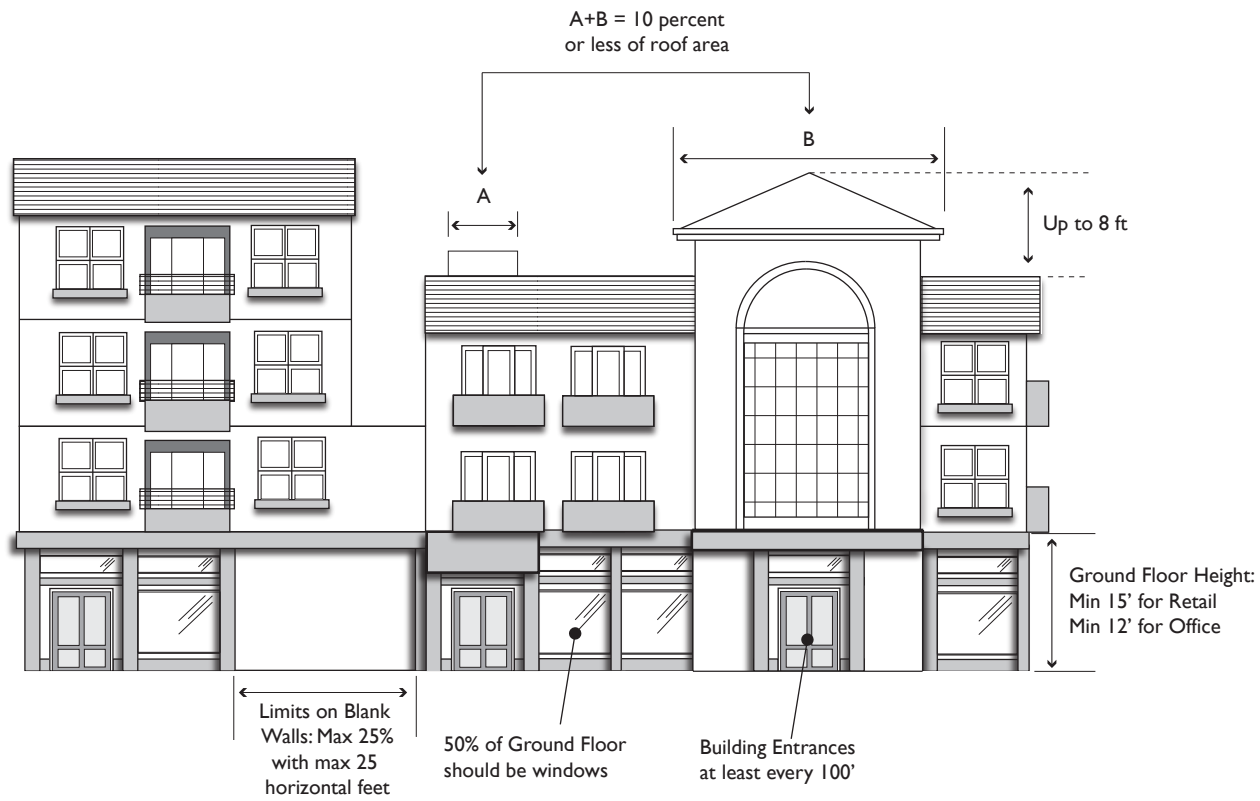 A+B = 10 percent
or less of roof area
B
A
Up to 8 ft
Ground Floor Height:
Min 15' for Retail
Min 12' for Office
Limits on Blank
Walls: Max 25%
with max 25
horizontal feet
50% of Ground Floor
should be windows
Building Entrances
at least every 100'